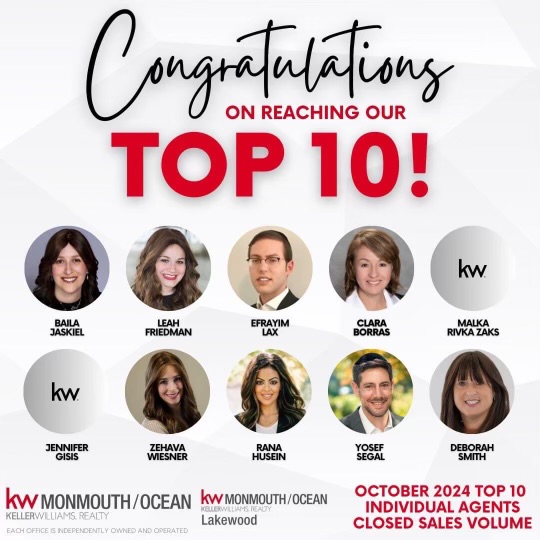 Congratulations
ON REACHING OUR
TOP 10!
BAILA
JASKIEL
LEAH
FRIEDMAN
EFRAYIM
LAX
CLARA
BORRAS
kw
MALKA
RIVKA ZAKS
kw
JENNIFER
GISIS
ZEHAVA
WIESNER
RANA
HUSEIN
YOSEF
SEGAL
DEBORAH
SMITH
kw MONMOUTH/OCEAN
KELLERWILLIAMS. REALTY
EACH OFFICE IS INDEPENDENTLY OWNED AND OPERATED
kw MONMOUTH/OCEAN
KELLERWILLIAMS. REALTY
Lakewood
OCTOBER 2024 TOP 10
INDIVIDUAL AGENTS
CLOSED SALES VOLUME